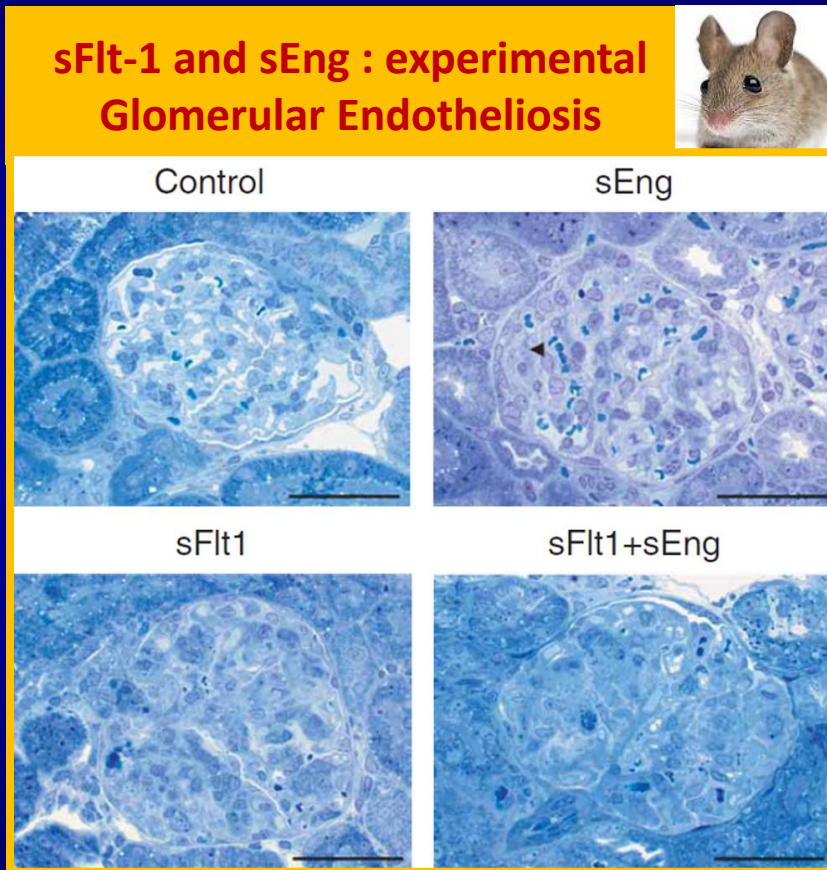 sFlt-1 and sEng : experimental
Glomerular Endotheliosis
Control
sEng
sFlt1
sFlt1+sEng